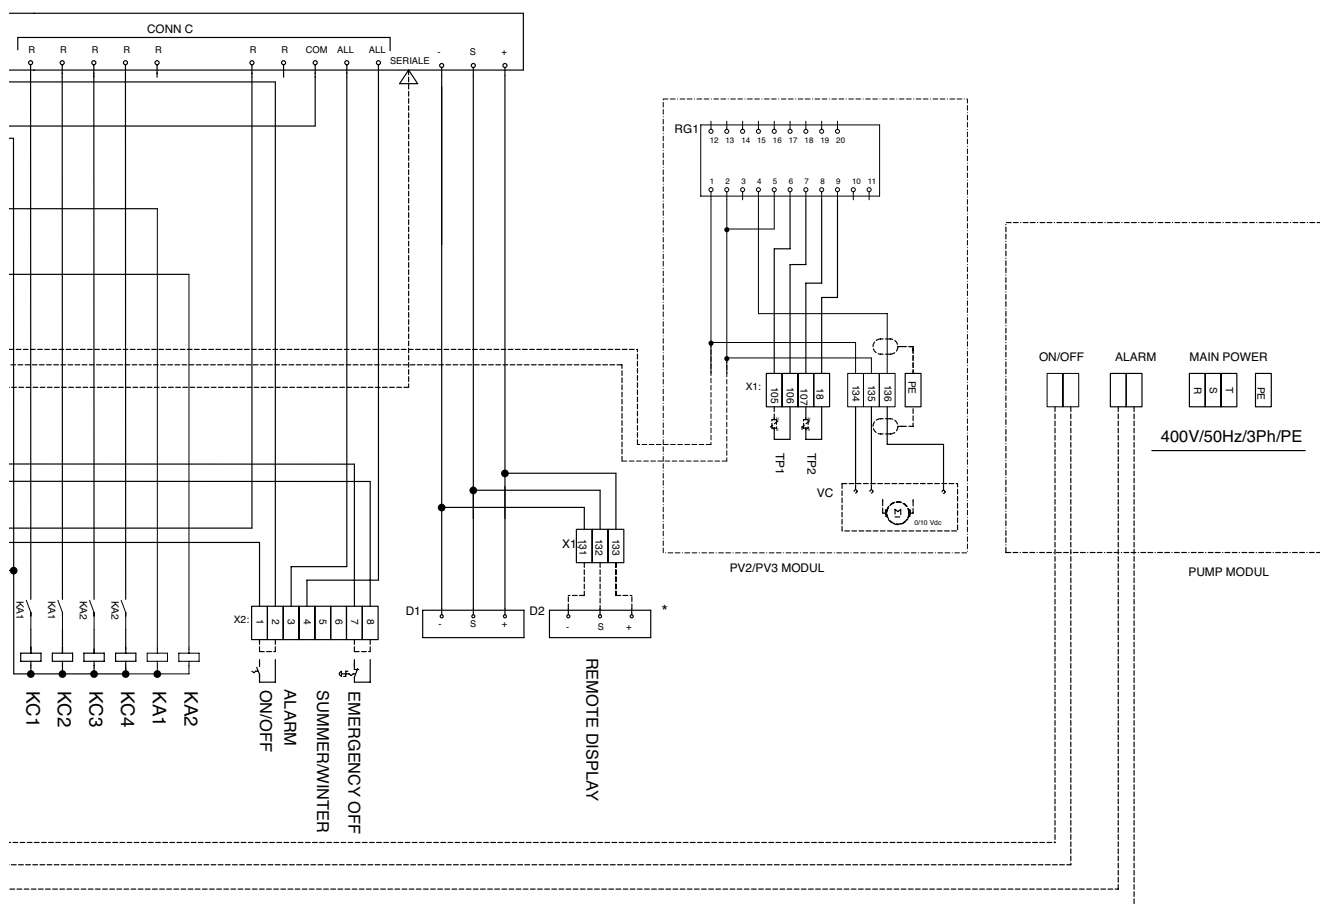 CONN C
R R R R R R R COM ALL ALL
SERIALE
- S +
RG1
12 13 14 15 16 17 18 19 20
1 2 3 4 5 6 7 8 9 10 11
X1:
105 106 107 18 134 135 136 PE
TP1
TP2
VC
M
0/10 Vdc
PV2/PV3 MODUL
ON/OFF ALARM MAIN POWER
R S T PE
400V/50Hz/3Ph/PE
PUMP MODUL
X1
131 132 133
KA1 KA1 KA2 KA2
X2:
1 2 3 4 5 6 7 8
D1
- S +
D2
- S +
*
KC1
KC2
KC3
KC4
KA1
KA2
ON/OFF
ALARM
SUMMER/WINTER
EMERGENCY OFF
REMOTE DISPLAY